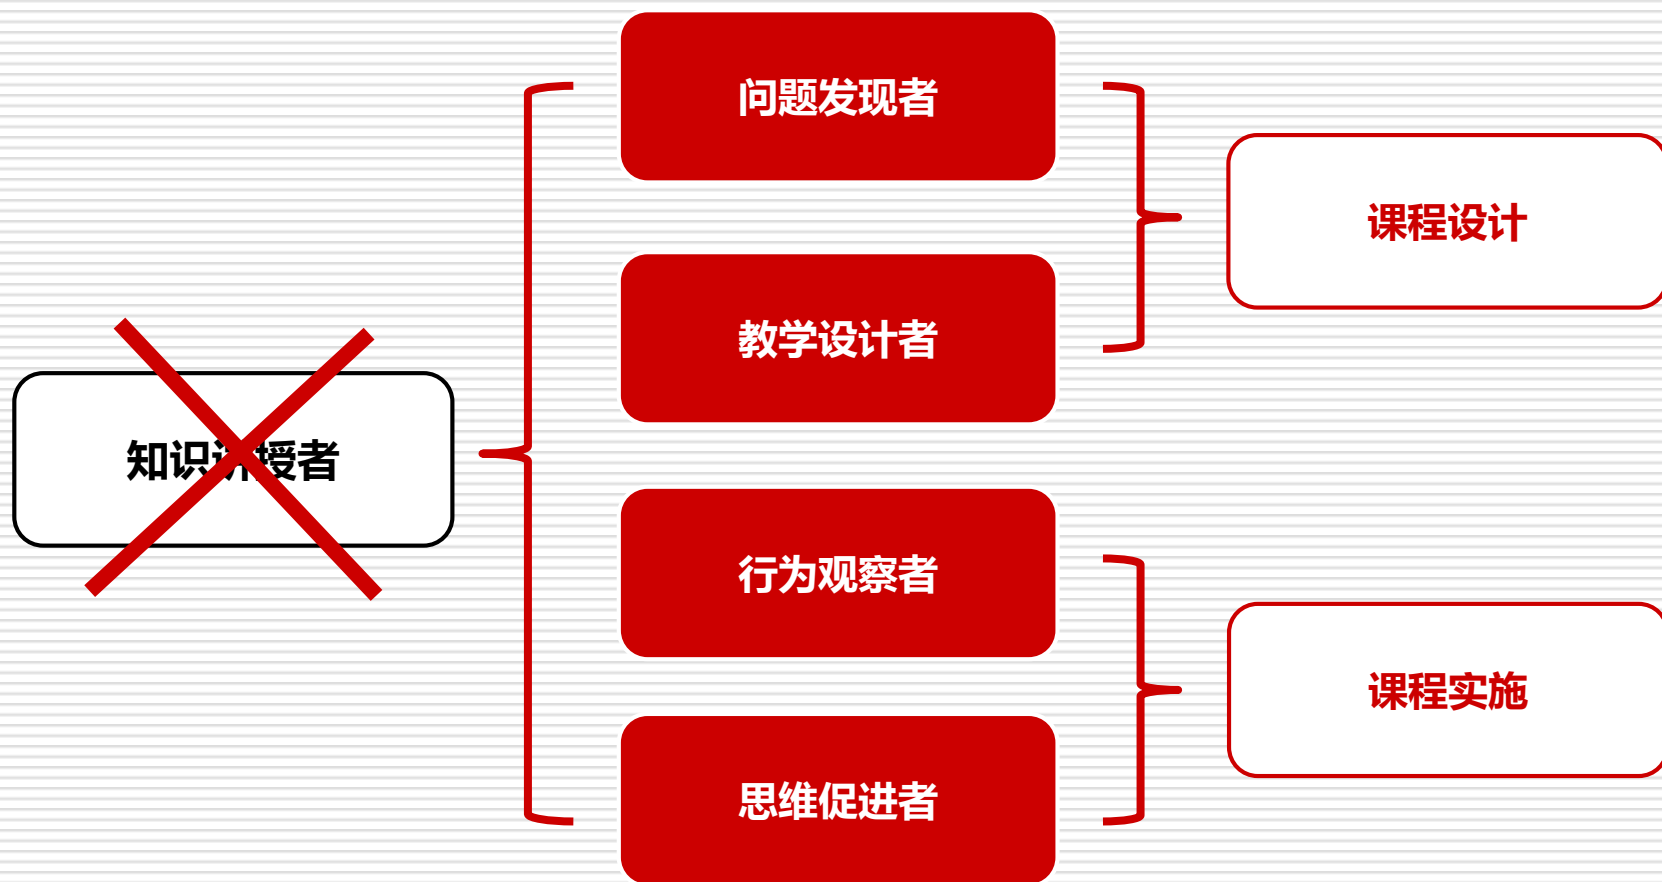 问题发现者
课程设计
教学设计者
知识讲授者
行为观察者
课程实施
思维促进者